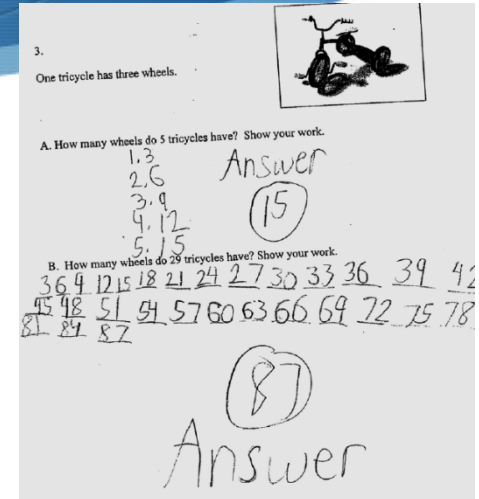 3.
One tricycle has three wheels.
A. How many wheels do 5 tricycles have? Show your work.
1. 3
2. 6
3. 9
4. 12
5. 15
Answer
15
B. How many wheels do 29 tricycles have? Show your work.
3 6 9 12 15 18 21 24 27 30 33 36 39 42
45 48 51 54 57 60 63 66 69 72 75 78
81 84 87
87
Answer